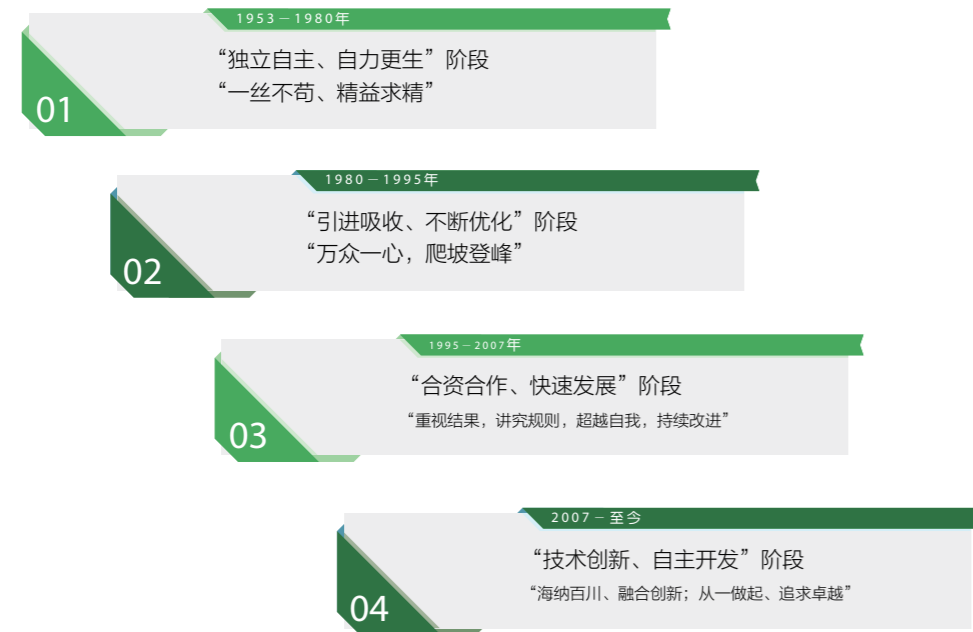 1953－1980年
“独立自主、自力更生”阶段
“一丝不苟、精益求精”
01
1980－1995年
“引进吸收、不断优化”阶段
“万众一心，爬坡登峰”
02
1995－2007年
“合资合作、快速发展”阶段
“重视结果，讲究规则，超越自我，持续改进”
03
2007－至今
“技术创新、自主开发”阶段
“海纳百川、融合创新；从一做起、追求卓越”
04